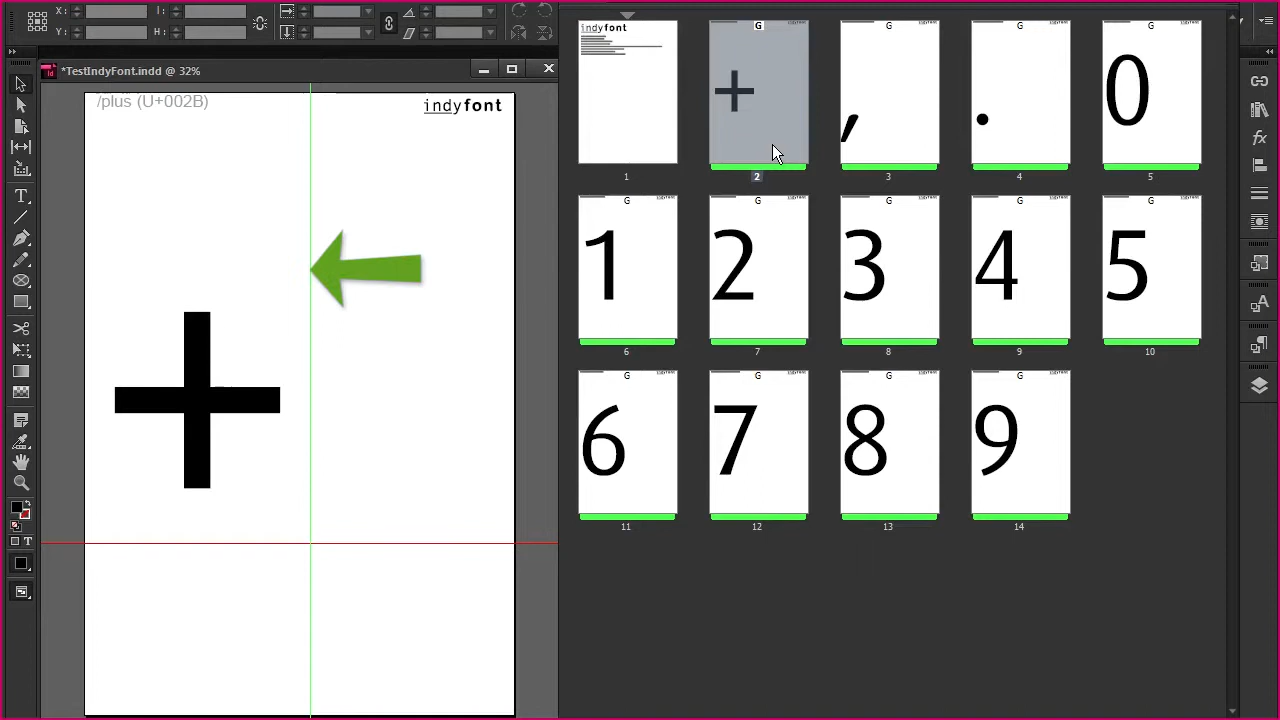 X:
Y:
I:
H:
*TestIndyFont.indd @ 32%
/plus (U+002B)
indyfont
+
indyfont
1
G
+
2
G
,
3
G
.
4
G
0
5
G
1
6
G
2
7
G
3
8
G
4
9
G
5
10
G
6
11
G
7
12
G
8
13
G
9
14